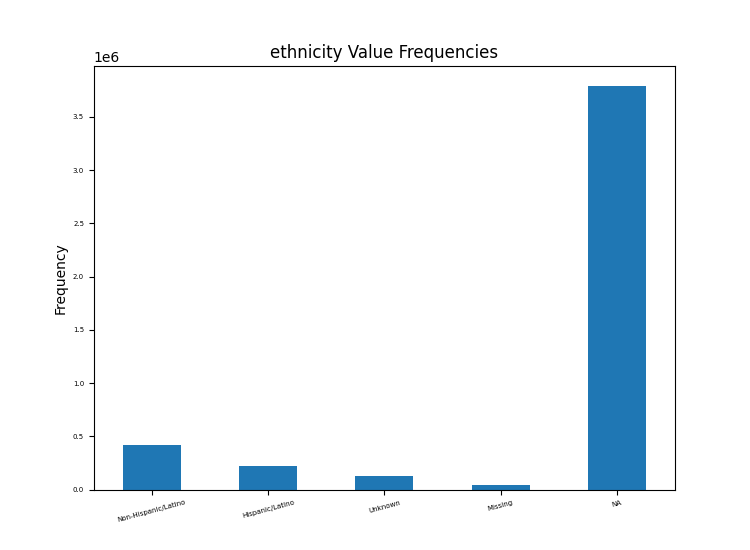 ethnicity Value Frequencies
1e6
Frequency
3.5
3.0
2.5
2.0
1.5
1.0
0.5
0.0
Non-Hispanic/Latino
Hispanic/Latino
Unknown
Missing
NA